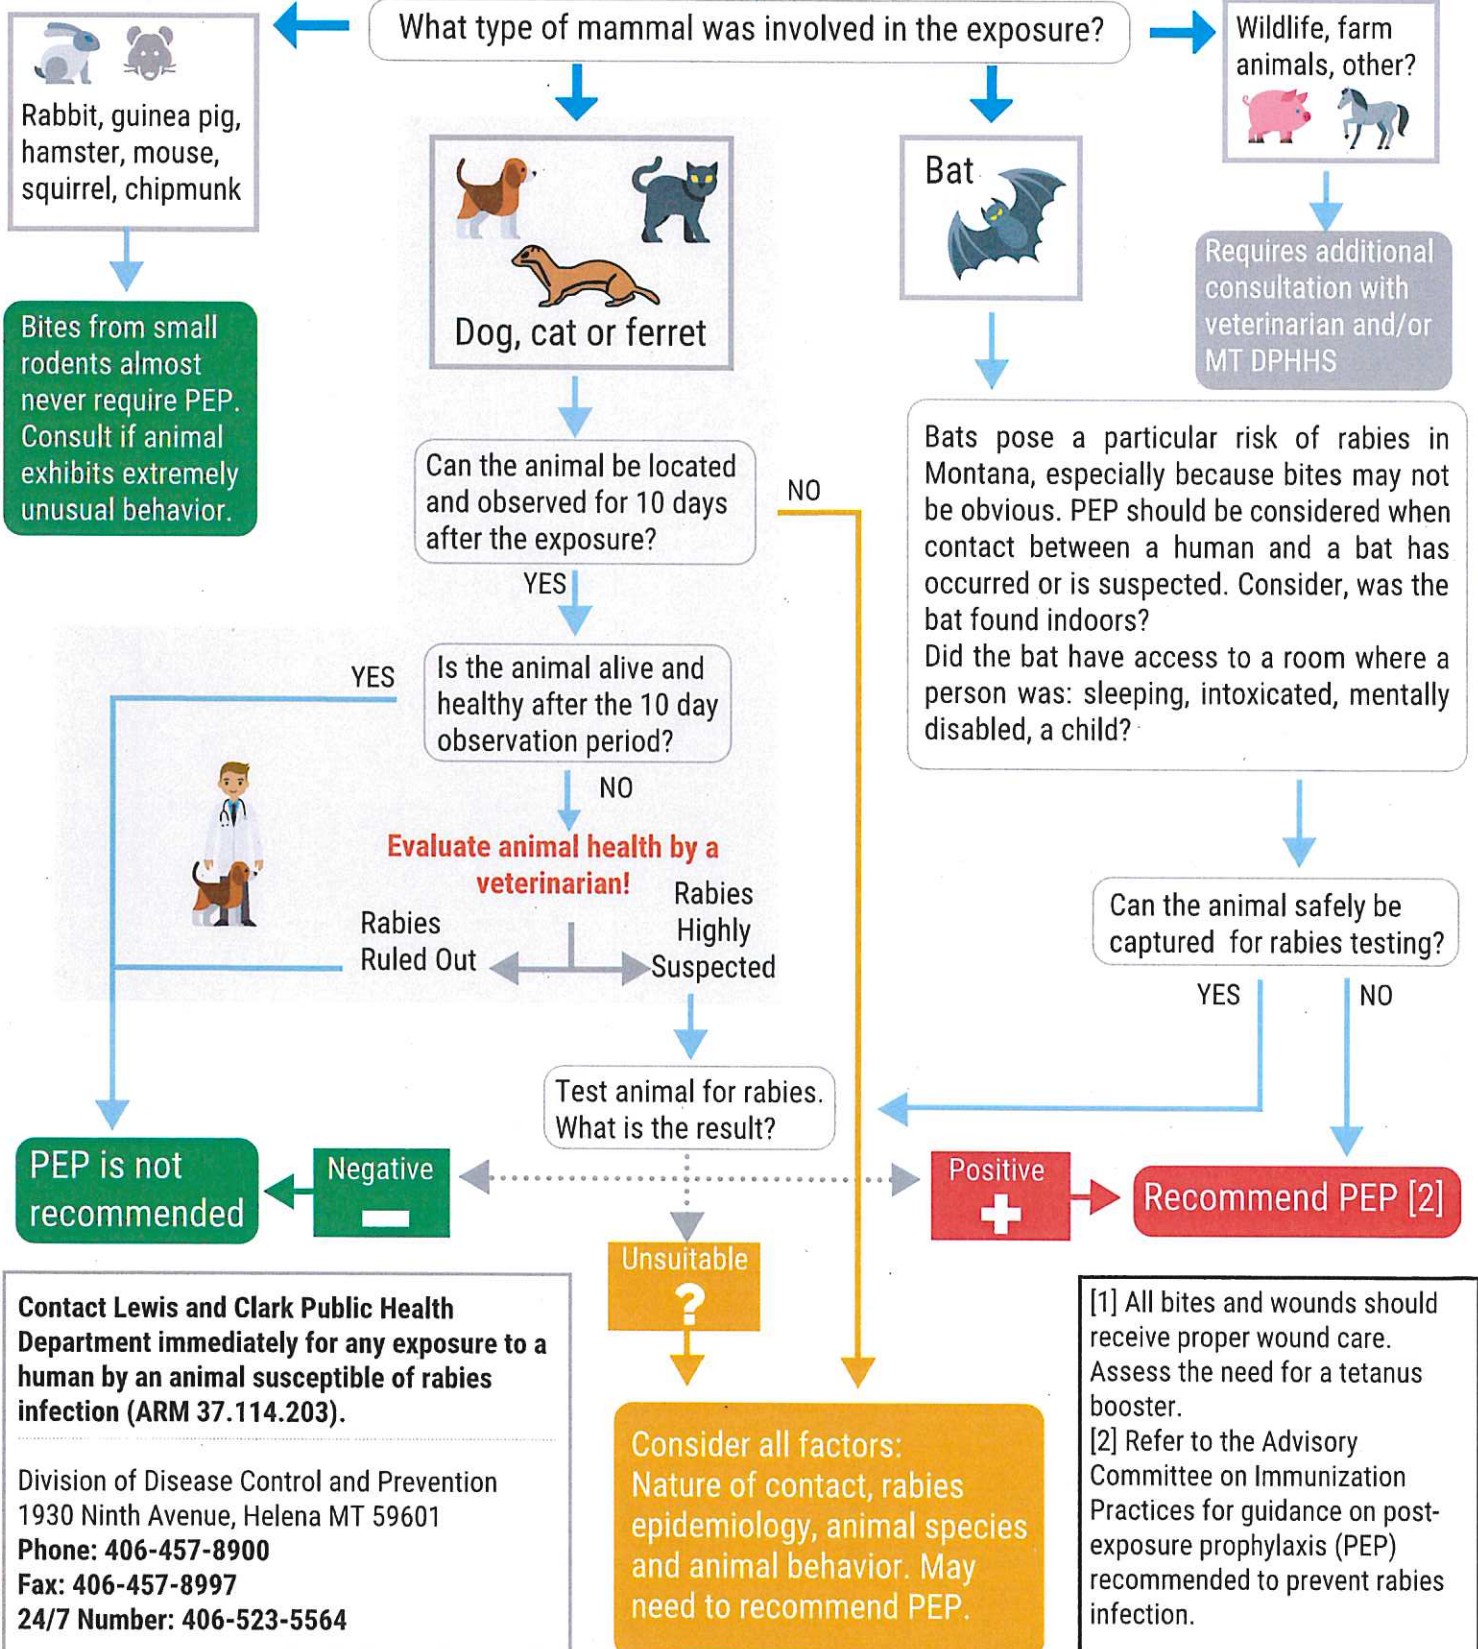 What type of mammal was involved in the exposure?
Rabbit, guinea pig,
hamster, mouse,
squirrel, chipmunk
Bites from small
rodents almost
never require PEP.
Consult if animal
exhibits extremely
unusual behavior.
Dog, cat or ferret
Can the animal be located
and observed for 10 days
after the exposure?
NO
YES
Is the animal alive and
healthy after the 10 day
observation period?
YES
NO
Evaluate animal health by a
veterinarian!
Rabies
Ruled Out
Rabies
Highly
Suspected
Test animal for rabies.
What is the result?
Bat
Bats pose a particular risk of rabies in
Montana, especially because bites may not
be obvious. PEP should be considered when
contact between a human and a bat has
occurred or is suspected. Consider, was the
bat found indoors?
Did the bat have access to a room where a
person was: sleeping, intoxicated, mentally
disabled, a child?
Can the animal safely be
captured for rabies testing?
YES
NO
Wildlife, farm
animals, other?
Requires additional
consultation with
veterinarian and/or
MT DPHHS
PEP is not
recommended
Negative
Unsuitable
?
Positive
Recommend PEP [2]
Consider all factors:
Nature of contact, rabies
epidemiology, animal species
and animal behavior. May
need to recommend PEP.
Contact Lewis and Clark Public Health
Department immediately for any exposure to a
human by an animal susceptible of rabies
infection (ARM 37.114.203).
Division of Disease Control and Prevention
1930 Ninth Avenue, Helena MT 59601
Phone: 406-457-8900
Fax: 406-457-8997
24/7 Number: 406-523-5564
[1] All bites and wounds should
receive proper wound care.
Assess the need for a tetanus
booster.
[2] Refer to the Advisory
Committee on Immunization
Practices for guidance on post-
exposure prophylaxis (PEP)
recommended to prevent rabies
infection.